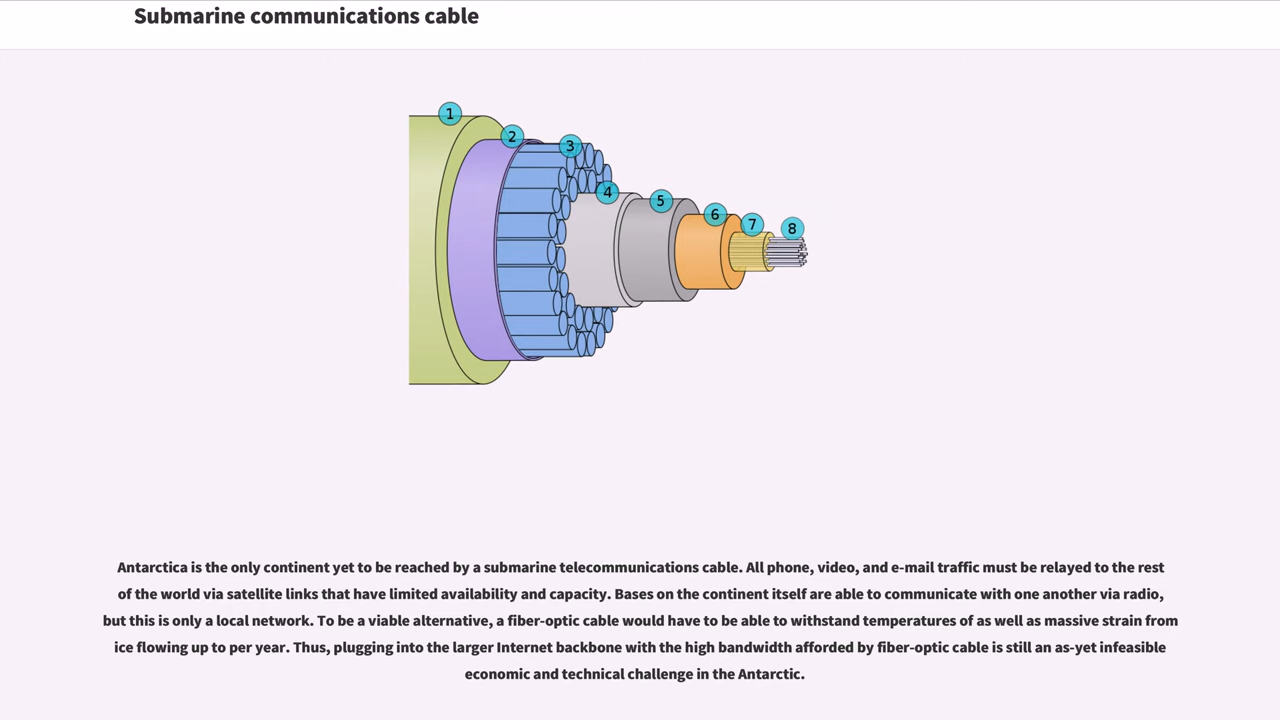 Submarine communications cable
1
2
3
4
5
6
7
8
Antarctica is the only continent yet to be reached by a submarine telecommunications cable. All phone, video, and e-mail traffic must be relayed to the rest
of the world via satellite links that have limited availability and capacity. Bases on the continent itself are able to communicate with one another via radio,
but this is only a local network. To be a viable alternative, a fiber-optic cable would have to be able to withstand temperatures of as well as massive strain from
ice flowing up to per year. Thus, plugging into the larger Internet backbone with the high bandwidth afforded by fiber-optic cable is still an as-yet infeasible
economic and technical challenge in the Antarctic.